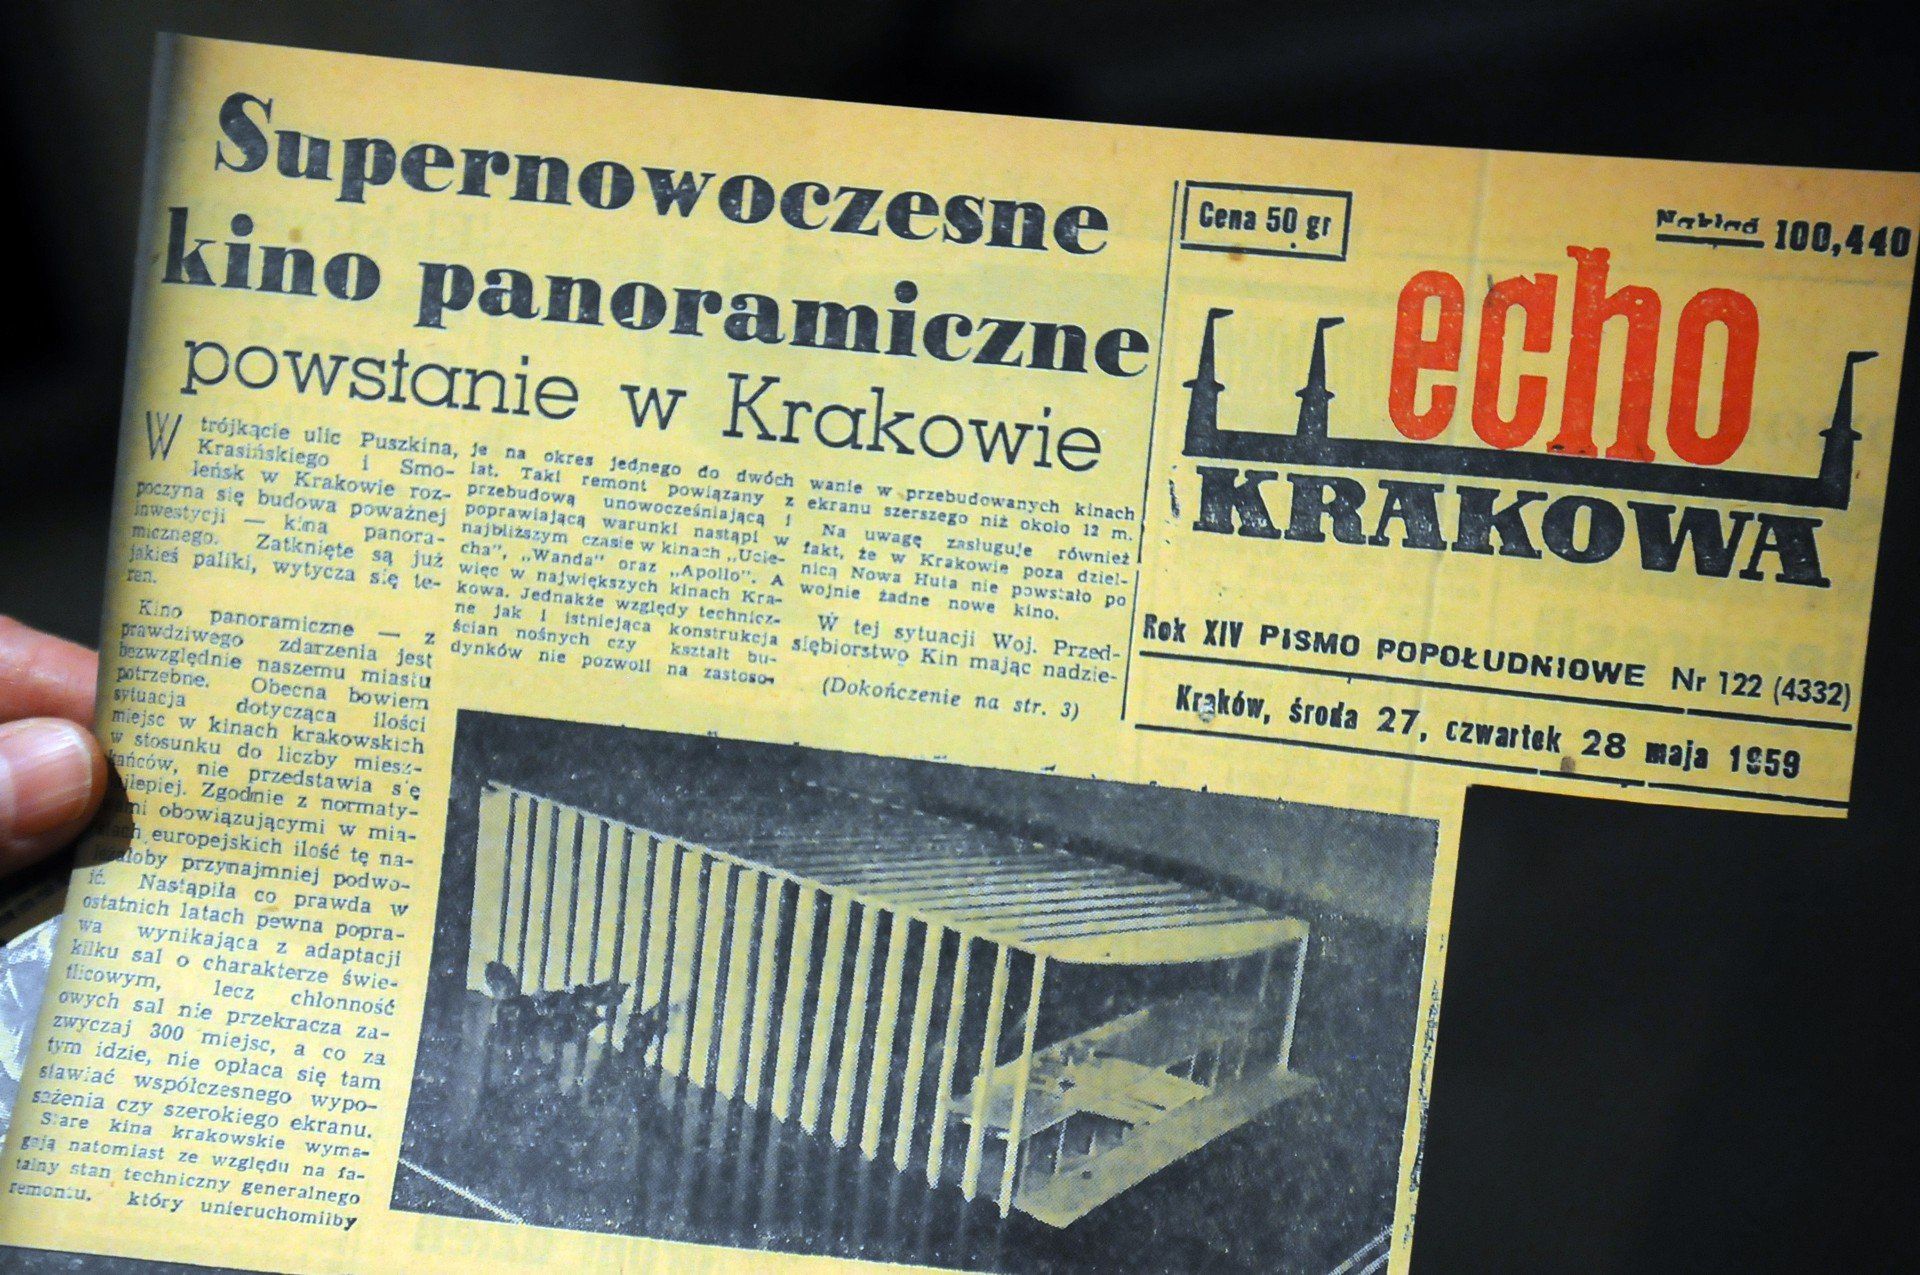 Supernowoczesne
kino panoramiczne
powstanie w Krakowie
W trójkącie ulic Puszkina,
Krasińskiego i Smo-
leńsk w Krakowie roz-
poczyna się budowa poważnej
inwestycji — kina panora-
micznego. Zatknięte są już
jakieś paliki, wytycza się te-
ren.
Kino panoramiczne — z
prawdziwego zdarzenia jest
bezwzględnie naszemu miastu
potrzebne. Obecna bowiem
sytuacja dotycząca ilości
miejsc w kinach krakowskich
w stosunku do liczby miesz-
kańców, nie przedstawia się
najlepiej. Zgodnie z normaty-
ami obowiązującymi w mia-
stach europejskich ilość tę na-
leżałoby przynajmniej podwo-
ić. Nastąpiła co prawda w
ostatnich latach pewna popra-
wa wynikająca z adaptacji
kilku sal o charakterze świe-
tlicowym, lecz chłonność
owych sal nie przekracza za-
zwyczaj 300 miejsc, a co za
tym idzie, nie opłaca się tam
stawiać współczesnego wypo-
sażenia czy szerokiego ekranu.
Stare kina krakowskie wyma-
gają natomiast ze względu na fa-
talny stan techniczny generalnego
remontu, który unieruchomiłby
je na okres jednego do dwóch
lat. Taki remont powiązany z
przebudową unowocześniającą i
poprawiającą warunki nastąpi w
najbliższym czasie w kinach „Ucie-
cha", „Wanda" oraz „Apollo". A
więc w największych kinach Kra-
kowa. Jednakże względy technicz-
ne jak i istniejąca konstrukcja
ścian nośnych czy kształt bu-
dynków nie pozwoli na zastoso-
wanie w przebudowanych kinach
ekranu szerszego niż około 12 m.
Na uwagę zasługuje również
fakt, że w Krakowie poza dziel-
nicą Nowa Huta nie powstało po
wojnie żadne nowe kino.
W tej sytuacji Woj. Przed-
siębiorstwo Kin mając nadzie-
(Dokończenie na str. 3)
Cena 50 gr
Nakład 100,440
echo
KRAKOWA
Rok XIV PISMO POPOŁUDNIOWE Nr 122 (4332)
Kraków, środa 27, czwartek 28 maja 1959